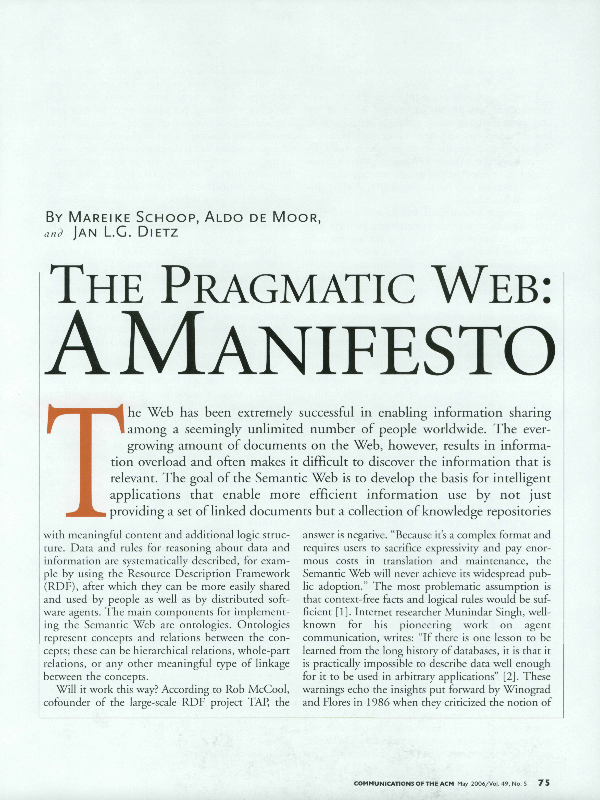 BY MAREIKE SCHOOP, ALDO DE MOOR,
and JAN L.G. DIETZ
THE PRAGMATIC WEB:
A MANIFESTO
The Web has been extremely successful in enabling information sharing
among a seemingly unlimited number of people worldwide. The ever-
growing amount of documents on the Web, however, results in informa-
tion overload and often makes it difficult to discover the information that is
relevant. The goal of the Semantic Web is to develop the basis for intelligent
applications that enable more efficient information use by not just
providing a set of linked documents but a collection of knowledge repositories
with meaningful content and additional logic struc-
ture. Data and rules for reasoning about data and
information are systematically described, for exam-
ple by using the Resource Description Framework
(RDF), after which they can be more easily shared
and used by people as well as by distributed soft-
ware agents. The main components for implement-
ing the Semantic Web are ontologies. Ontologies
represent concepts and relations between the con-
cepts; these can be hierarchical relations, whole-part
relations, or any other meaningful type of linkage
between the concepts.
Will it work this way? According to Rob McCool,
cofounder of the large-scale RDF project TAP, the
answer is negative. “Because it’s a complex format and
requires users to sacrifice expressivity and pay enor-
mous costs in translation and maintenance, the
Semantic Web will never achieve its widespread pub-
lic adoption.” The most problematic assumption is
that context-free facts and logical rules would be suf-
ficient [1]. Internet researcher Munindar Singh, well-
known for his pioneering work on agent
communication, writes: “If there is one lesson to be
learned from the long history of databases, it is that it
is practically impossible to describe data well enough
for it to be used in arbitrary applications” [2]. These
warnings echo the insights put forward by Winograd
and Flores in 1986 when they criticized the notion of
COMMUNICATIONS OF THE ACM May 2006/Vol. 49, No. 5 75